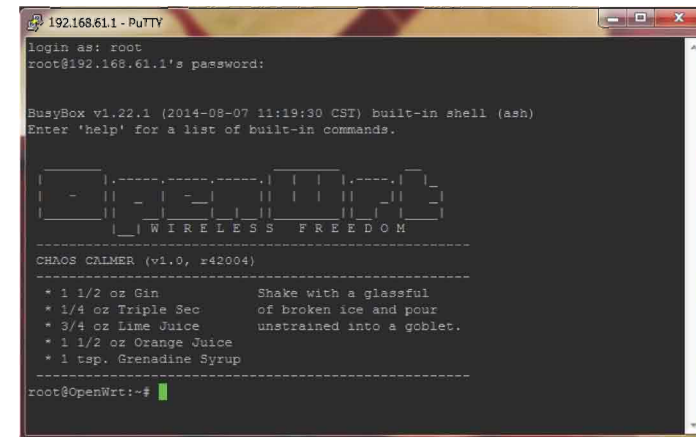 192.168.61.1 - PuTTY
login as: root
root@192.168.61.1's password:
BusyBox v1.22.1 (2014-08-07 11:19:30 CST) built-in shell (ash)
Enter 'help' for a list of built-in commands.
OpenWrt
W I R E L E S S   F R E E D O M
CHAOS CALMER (v1.0, r42004)
* 1 1/2 oz Gin            Shake with a glassful
* 1/4 oz Triple Sec       of broken ice and pour
* 3/4 oz Lime Juice       unstrained into a goblet.
* 1 1/2 oz Orange Juice
* 1 tsp. Grenadine Syrup
root@OpenWrt:~#